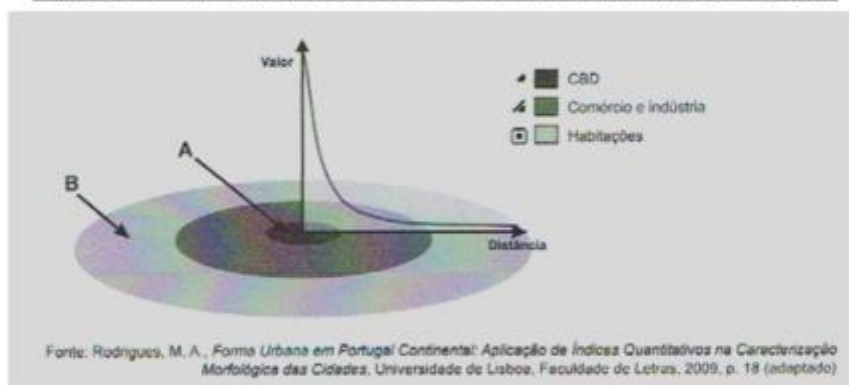 Valor
CBD
Comércio e indústria
Habitações
A
B
Distância
Fonte: Rodrigues, M. A., Forma Urbana em Portugal Continental: Aplicação de Índices Quantitativos na Caracterização
Morfológica das Cidades, Universidade de Lisboa, Faculdade de Letras, 2009, p. 18 (adaptado)